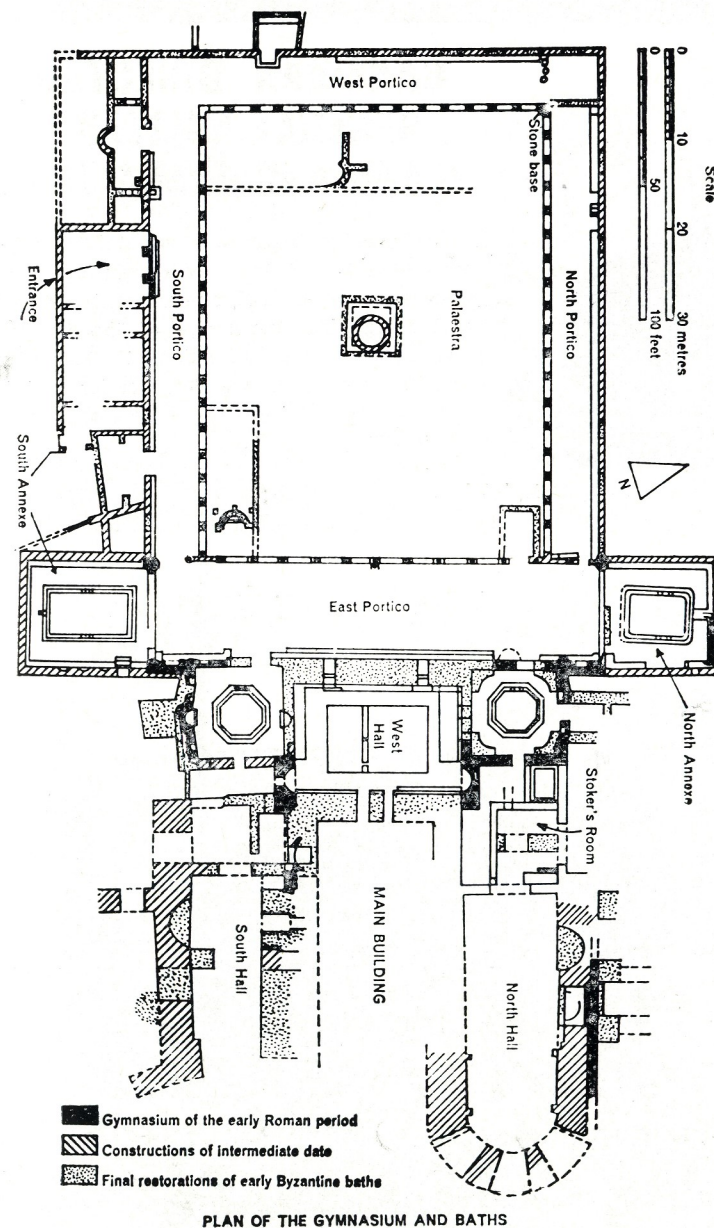 Scale
0 10 20 30 metres
0 50 100 feet
West Portico
Stone base
North Portico
Palaestra
South Portico
Entrance
N
South Annexe
East Portico
North Annexe
West Hall
Stoker's Room
MAIN BUILDING
South Hall
North Hall
Gymnasium of the early Roman period
Constructions of intermediate date
Final restorations of early Byzantine baths
PLAN OF THE GYMNASIUM AND BATHS